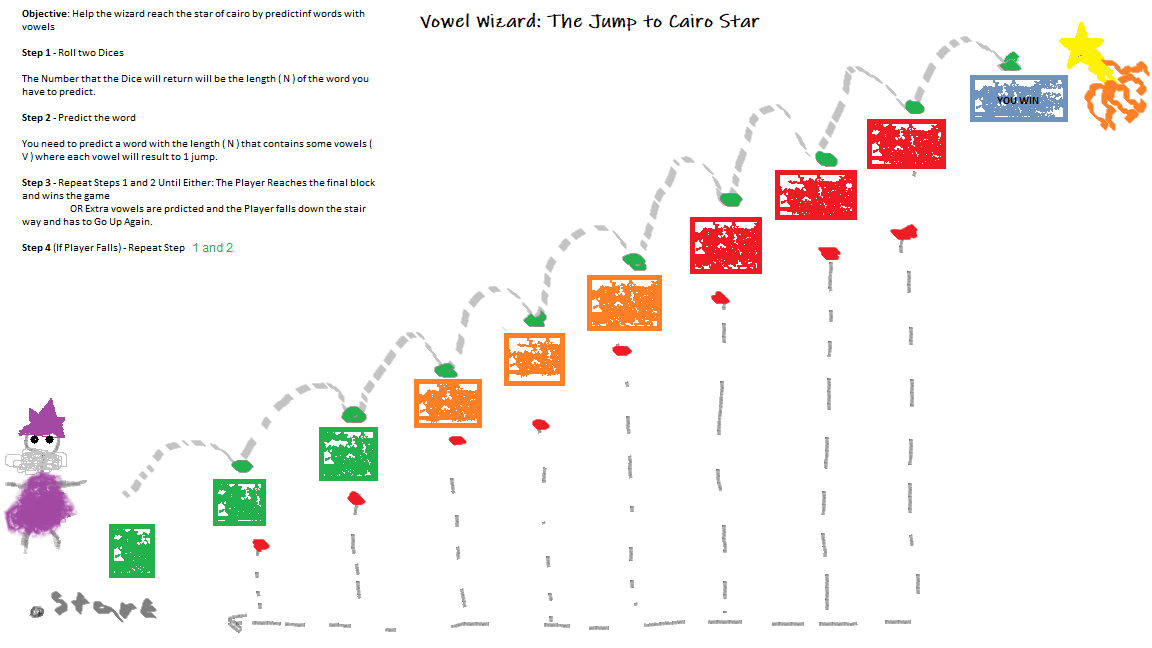 Vowel Wizard: The Jump to Cairo Star
Objective: Help the wizard reach the star of cairo by predictinf words with
vowels
Step 1 - Roll two Dices
The Number that the Dice will return will be the length ( N ) of the word you
have to predict.
Step 2 - Predict the word
You need to predict a word with the length ( N ) that contains some vowels (
V ) where each vowel will result to 1 jump.
Step 3 - Repeat Steps 1 and 2 Until Either: The Player Reaches the final block
and wins the game
OR Extra vowels are prdicted and the Player falls down the stair
way and has to Go Up Again.
Step 4 (If Player Falls) - Repeat Step 1 and 2
YOU WIN
Start